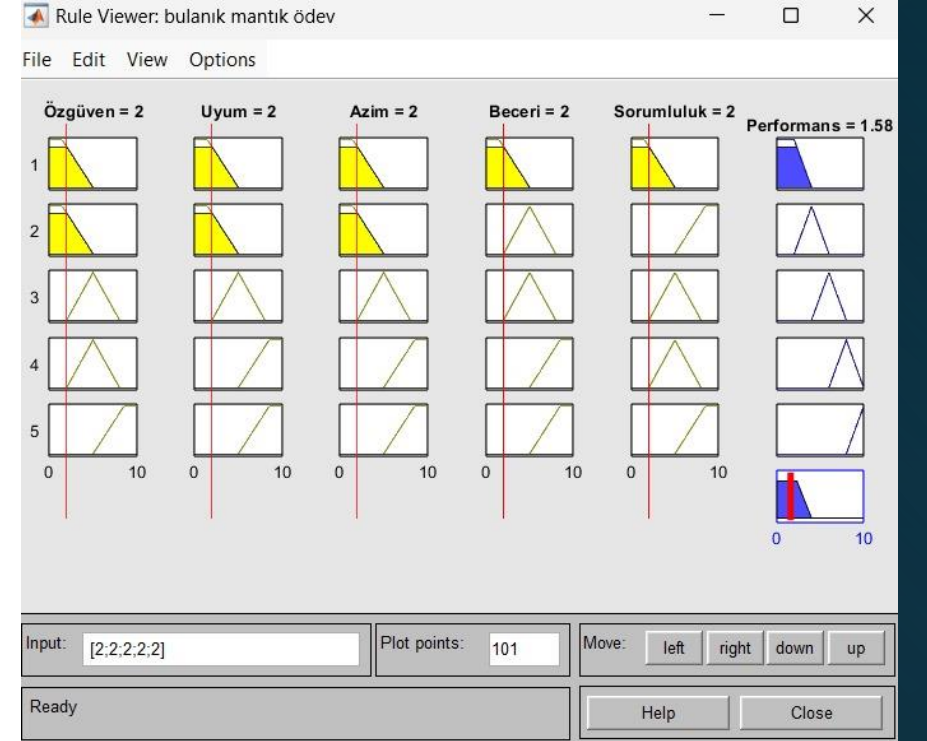 Rule Viewer: bulanık mantık ödev
File Edit View Options
Özgüven = 2 Uyum = 2 Azim = 2 Beceri = 2 Sorumluluk = 2 Performans = 1.58
1
2
3
4
5
0 10 0 10 0 10 0 10 0 10
0 10
Input: [2;2;2;2;2] Plot points: 101 Move: left right down up
Ready Help Close